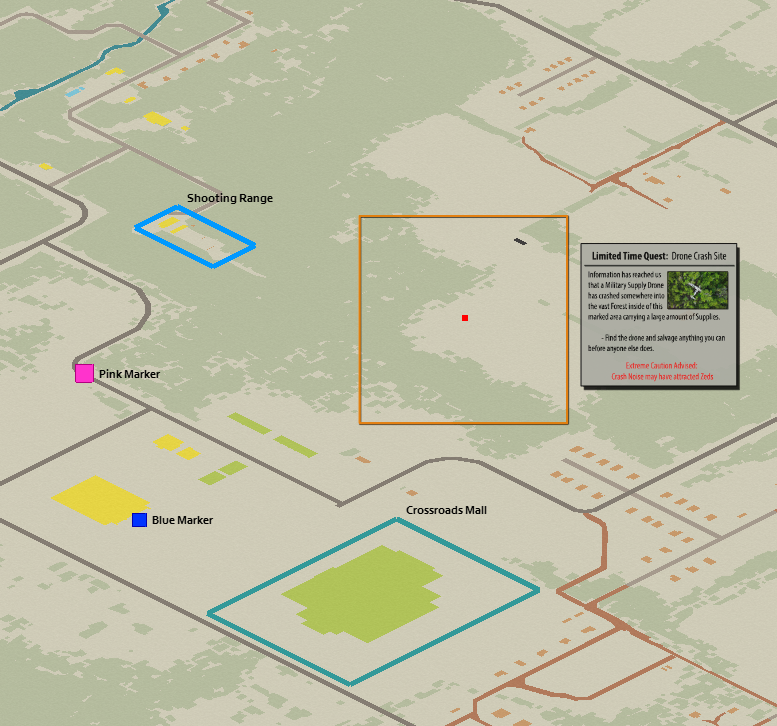 Shooting Range
Limited Time Quest: Drone Crash Site
Information has reached us
that a Military Supply Drone
has crashed somewhere into
the vast Forest inside of this
marked area carrying a large amount of Supplies.
- Find the drone and salvage anything you can
before anyone else does.
Extreme Caution Advised:
Crash Noise may have attracted Zeds
Pink Marker
Crossroads Mall
Blue Marker